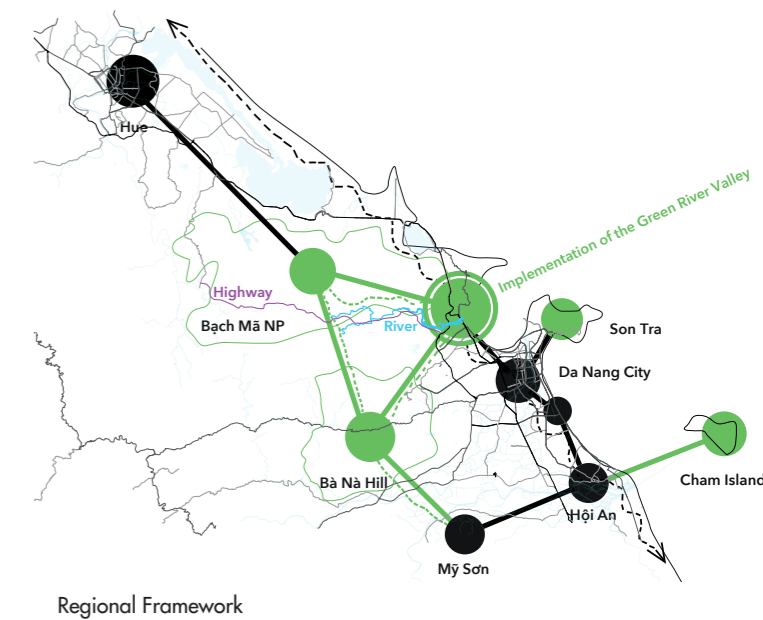 Hue
Implementation of the Green River Valley
Highway
Bạch Mã NP
River
Son Tra
Da Nang City
Bà Nà Hill
Cham Island
Hội An
Mỹ Sơn
Regional Framework